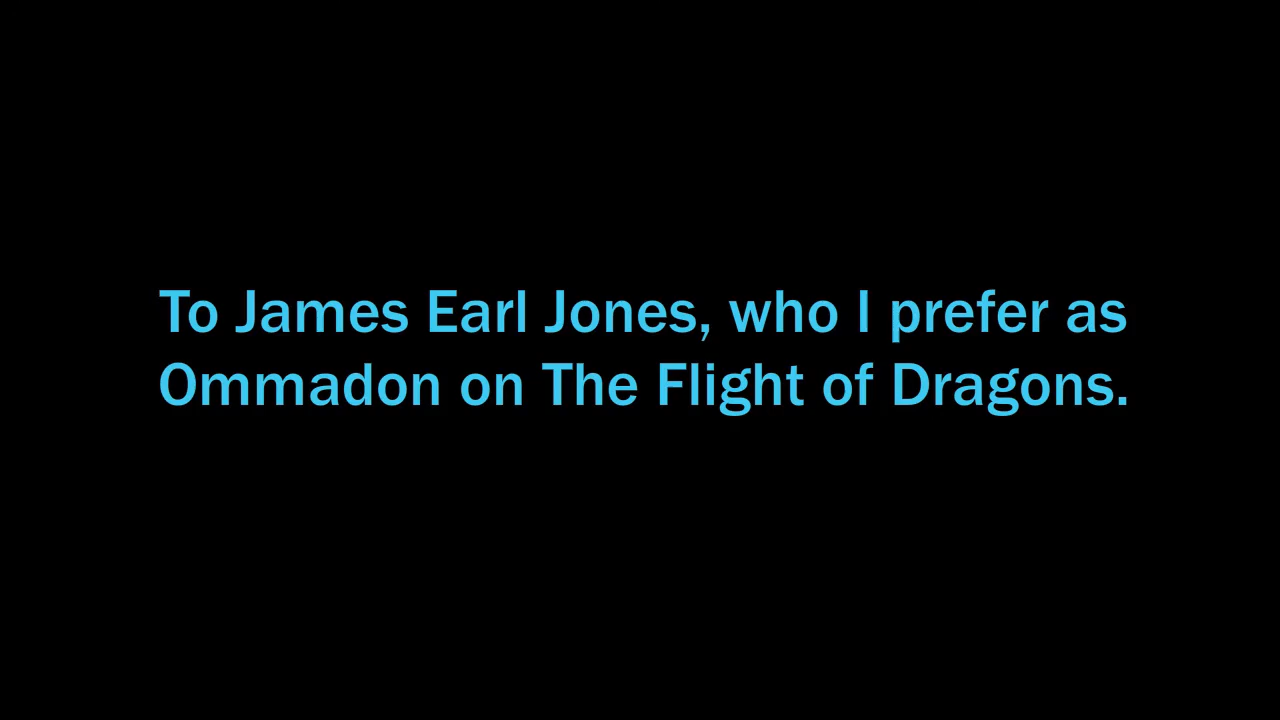 To James Earl Jones, who I prefer as
Ommadon on The Flight of Dragons.